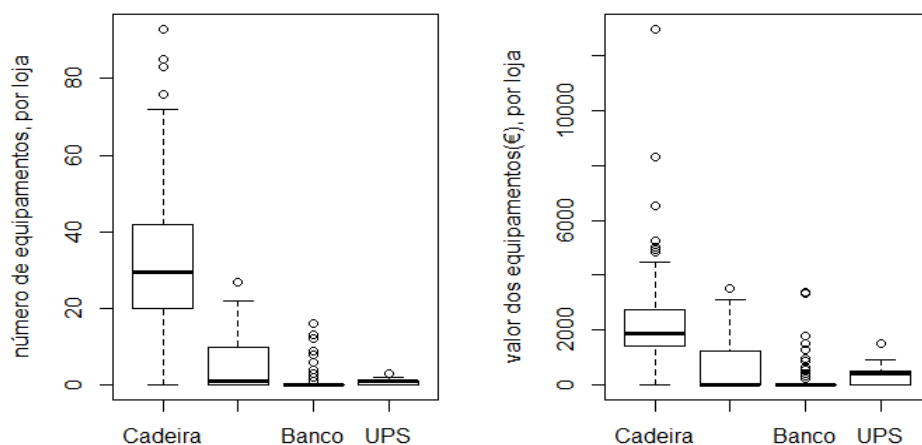 número de equipamentos, por loja
80
60
40
20
0
Cadeira Banco UPS
valor dos equipamentos(€), por loja
10000
6000
2000
0
Cadeira Banco UPS